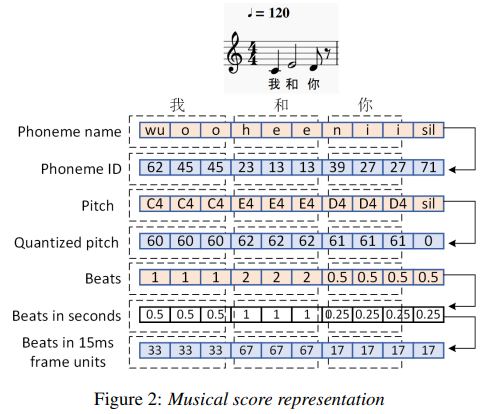 ♩ = 120
4
4
我 和 你
我 和 你
Phoneme name wu o o h e e n i i sil
Phoneme ID 62 45 45 23 13 13 39 27 27 71
Pitch C4 C4 C4 E4 E4 E4 D4 D4 D4 sil
Quantized pitch 60 60 60 62 62 62 61 61 61 0
Beats 1 1 1 2 2 2 0.5 0.5 0.5 0.5
Beats in seconds 0.5 0.5 0.5 1 1 1 0.25 0.25 0.25 0.25
Beats in 15ms
frame units 33 33 33 67 67 67 17 17 17 17
Figure 2: Musical score representation